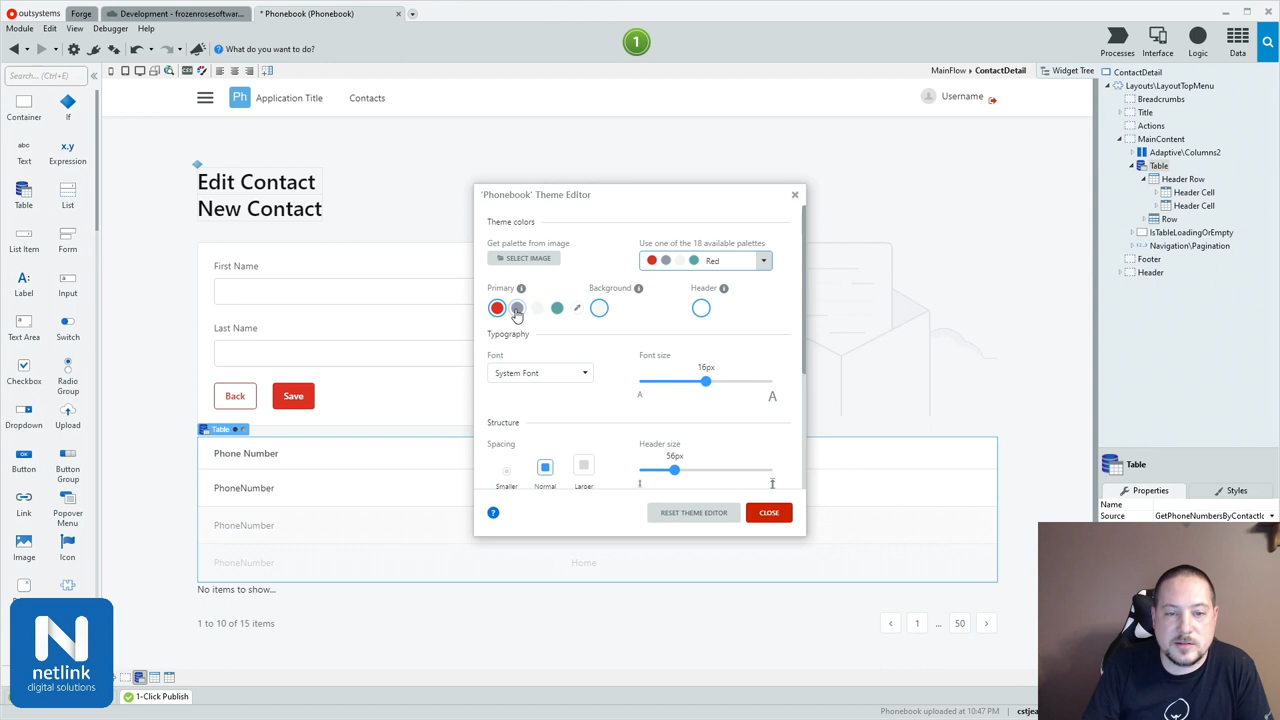 outsystems
Forge
Development - frozenrosesoftwar...
* Phonebook (Phonebook)
Module Edit View Debugger Help
What do you want to do?
1
Processes Interface Logic Data
Search... (Ctrl+E)
MainFlow ContactDetail
Widget Tree
Container If
abc
Text Expression
Table List
List Item Form
Label Input
Text Area Switch
Checkbox Radio Group
Dropdown Upload
Button Button Group
Link Popover Menu
Image Icon
Ph Application Title Contacts
Username
Edit Contact
New Contact
First Name
Last Name
Back Save
Table
Phone Number
PhoneNumber
PhoneNumber
PhoneNumber Home
No items to show...
1 to 10 of 15 items
1 ... 50
'Phonebook' Theme Editor
Theme colors
Get palette from image
SELECT IMAGE
Use one of the 18 available palettes
Red
Primary Background Header
Typography
Font
System Font
Font size
16px
A A
Structure
Spacing
Smaller Normal Larger
Header size
56px
RESET THEME EDITOR CLOSE
ContactDetail
Layouts\LayoutTopMenu
Breadcrumbs
Title
Actions
MainContent
Adaptive\Columns2
Table
Header Row
Header Cell
Header Cell
Row
IsTableLoadingOrEmpty
Navigation\Pagination
Footer
Header
Table
Properties Styles
Name
Source GetPhoneNumbersByContactIc
N
netlink
digital solutions
1-Click Publish
Phonebook uploaded at 10:47 PM